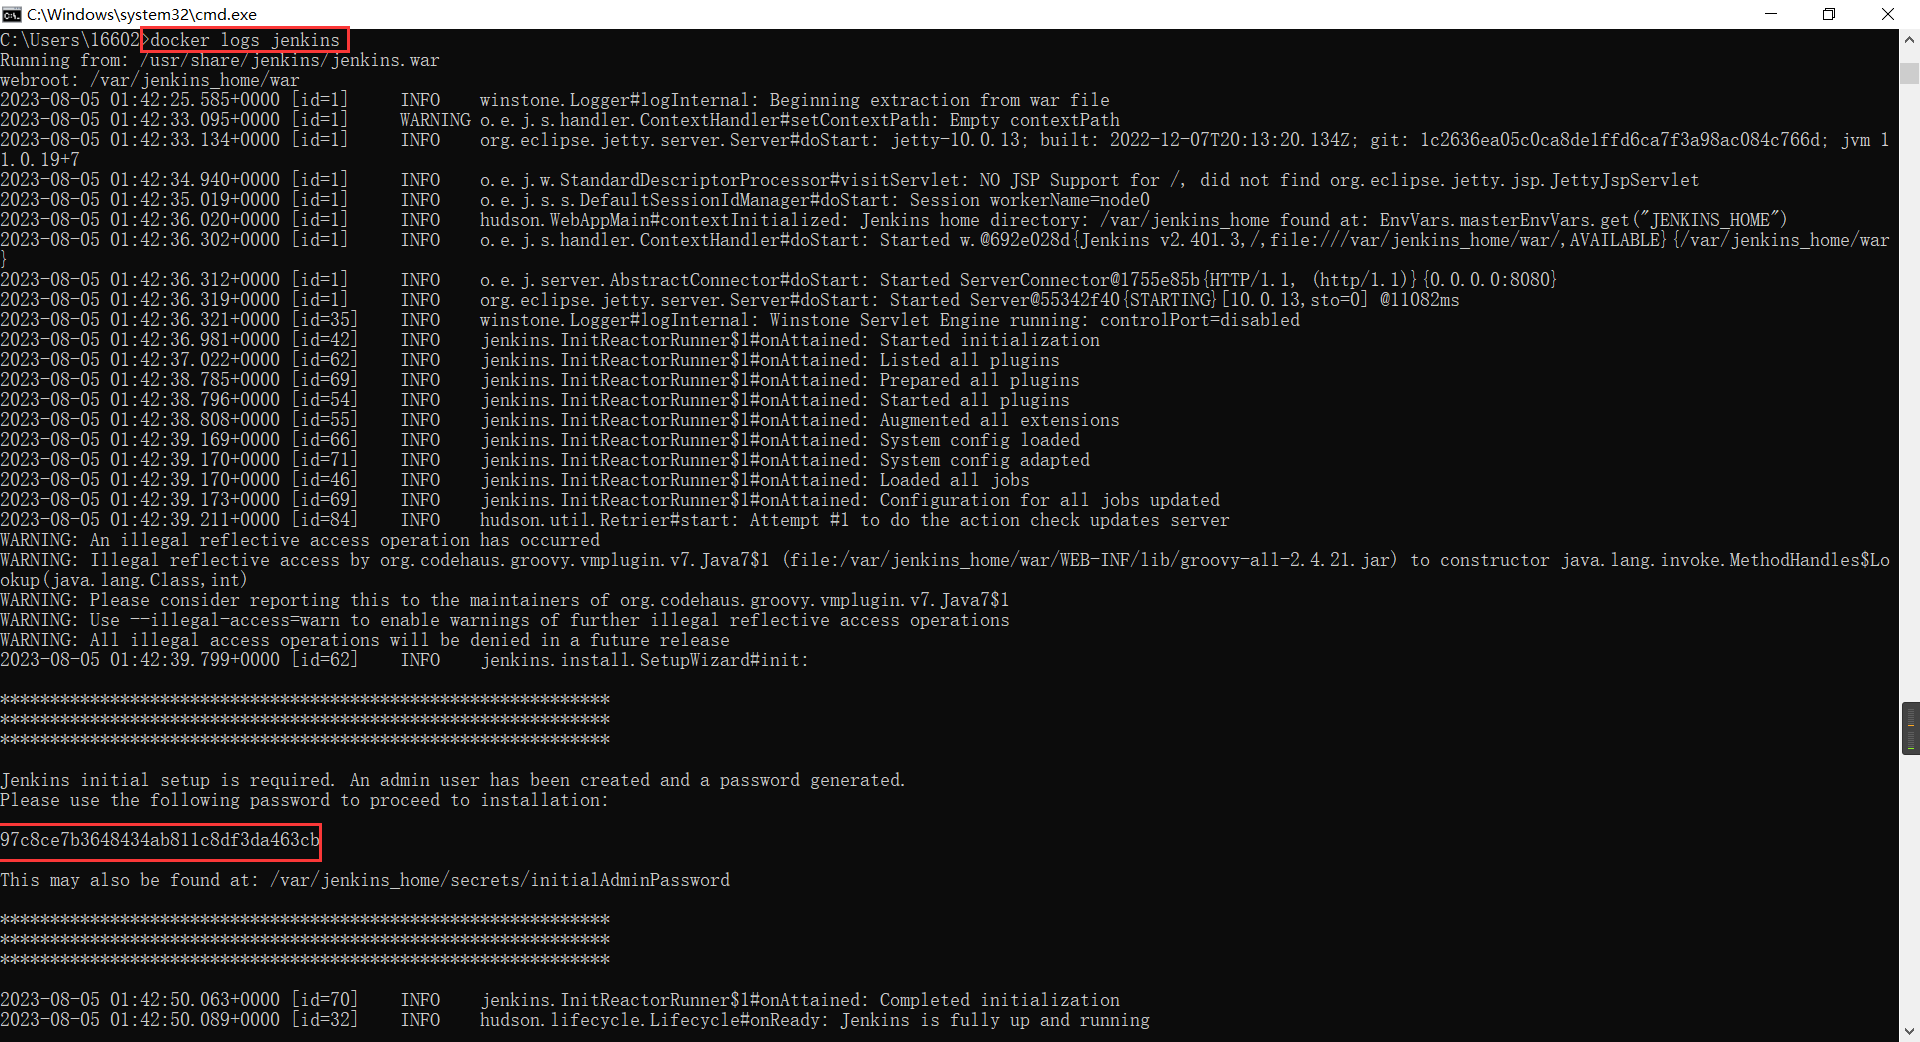 C:\Windows\system32\cmd.exe
C:\Users\16602>docker logs jenkins
Running from: /usr/share/jenkins/jenkins.war
webroot: /var/jenkins_home/war
2023-08-05 01:42:25.585+0000 [id=1]     INFO    winstone.Logger#logInternal: Beginning extraction from war file
2023-08-05 01:42:33.095+0000 [id=1]     WARNING o.e.j.s.handler.ContextHandler#setContextPath: Empty contextPath
2023-08-05 01:42:33.134+0000 [id=1]     INFO    org.eclipse.jetty.server.Server#doStart: jetty-10.0.13; built: 2022-12-07T20:13:20.134Z; git: 1c2636ea05c0ca8de1ffd6ca7f3a98ac084c766d; jvm 1
1.0.19+7
2023-08-05 01:42:34.940+0000 [id=1]     INFO    o.e.j.w.StandardDescriptorProcessor#visitServlet: NO JSP Support for /, did not find org.eclipse.jetty.jsp.JettyJspServlet
2023-08-05 01:42:35.019+0000 [id=1]     INFO    o.e.j.s.s.DefaultSessionIdManager#doStart: Session workerName=node0
2023-08-05 01:42:36.020+0000 [id=1]     INFO    hudson.WebAppMain#contextInitialized: Jenkins home directory: /var/jenkins_home found at: EnvVars.masterEnvVars.get("JENKINS_HOME")
2023-08-05 01:42:36.302+0000 [id=1]     INFO    o.e.j.s.handler.ContextHandler#doStart: Started w.@692e028d{Jenkins v2.401.3,/,file:///var/jenkins_home/war/,AVAILABLE}{/var/jenkins_home/war
}
2023-08-05 01:42:36.312+0000 [id=1]     INFO    o.e.j.server.AbstractConnector#doStart: Started ServerConnector@1755e85b{HTTP/1.1, (http/1.1)}{0.0.0.0:8080}
2023-08-05 01:42:36.319+0000 [id=1]     INFO    org.eclipse.jetty.server.Server#doStart: Started Server@55342f40{STARTING}[10.0.13,sto=0] @11082ms
2023-08-05 01:42:36.321+0000 [id=35]    INFO    winstone.Logger#logInternal: Winstone Servlet Engine running: controlPort=disabled
2023-08-05 01:42:36.981+0000 [id=42]    INFO    jenkins.InitReactorRunner$1#onAttained: Started initialization
2023-08-05 01:42:37.022+0000 [id=62]    INFO    jenkins.InitReactorRunner$1#onAttained: Listed all plugins
2023-08-05 01:42:38.785+0000 [id=69]    INFO    jenkins.InitReactorRunner$1#onAttained: Prepared all plugins
2023-08-05 01:42:38.796+0000 [id=54]    INFO    jenkins.InitReactorRunner$1#onAttained: Started all plugins
2023-08-05 01:42:38.808+0000 [id=55]    INFO    jenkins.InitReactorRunner$1#onAttained: Augmented all extensions
2023-08-05 01:42:39.169+0000 [id=66]    INFO    jenkins.InitReactorRunner$1#onAttained: System config loaded
2023-08-05 01:42:39.170+0000 [id=71]    INFO    jenkins.InitReactorRunner$1#onAttained: System config adapted
2023-08-05 01:42:39.170+0000 [id=46]    INFO    jenkins.InitReactorRunner$1#onAttained: Loaded all jobs
2023-08-05 01:42:39.173+0000 [id=69]    INFO    jenkins.InitReactorRunner$1#onAttained: Configuration for all jobs updated
2023-08-05 01:42:39.211+0000 [id=84]    INFO    hudson.util.Retrier#start: Attempt #1 to do the action check updates server
WARNING: An illegal reflective access operation has occurred
WARNING: Illegal reflective access by org.codehaus.groovy.vmplugin.v7.Java7$1 (file:/var/jenkins_home/war/WEB-INF/lib/groovy-all-2.4.21.jar) to constructor java.lang.invoke.MethodHandles$Lo
okup(java.lang.Class,int)
WARNING: Please consider reporting this to the maintainers of org.codehaus.groovy.vmplugin.v7.Java7$1
WARNING: Use --illegal-access=warn to enable warnings of further illegal reflective access operations
WARNING: All illegal access operations will be denied in a future release
2023-08-05 01:42:39.799+0000 [id=62]    INFO    jenkins.install.SetupWizard#init:
*************************************************************
*************************************************************
*************************************************************
Jenkins initial setup is required. An admin user has been created and a password generated.
Please use the following password to proceed to installation:
97c8ce7b3648434ab811c8df3da463cb
This may also be found at: /var/jenkins_home/secrets/initialAdminPassword
*************************************************************
*************************************************************
*************************************************************
2023-08-05 01:42:50.063+0000 [id=70]    INFO    jenkins.InitReactorRunner$1#onAttained: Completed initialization
2023-08-05 01:42:50.089+0000 [id=32]    INFO    hudson.lifecycle.Lifecycle#onReady: Jenkins is fully up and running